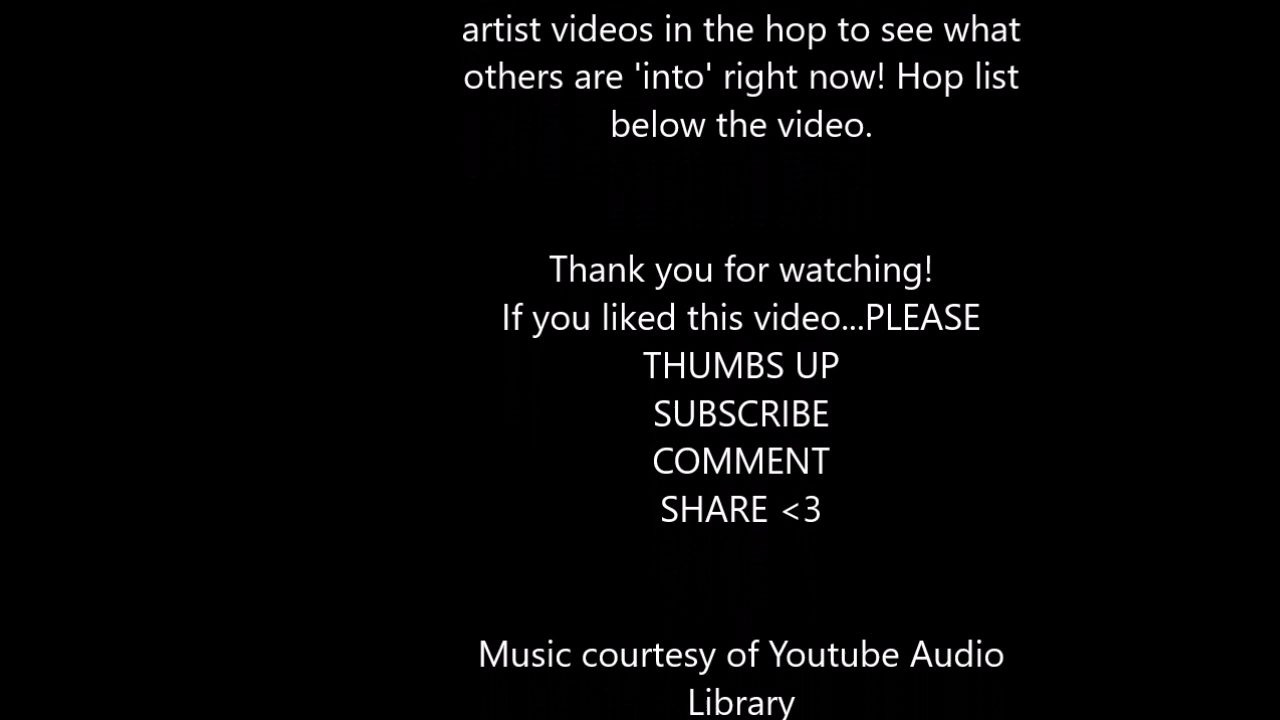 artist videos in the hop to see what
others are 'into' right now! Hop list
below the video.
Thank you for watching!
If you liked this video...PLEASE
THUMBS UP
SUBSCRIBE
COMMENT
SHARE <3
Music courtesy of Youtube Audio
Library